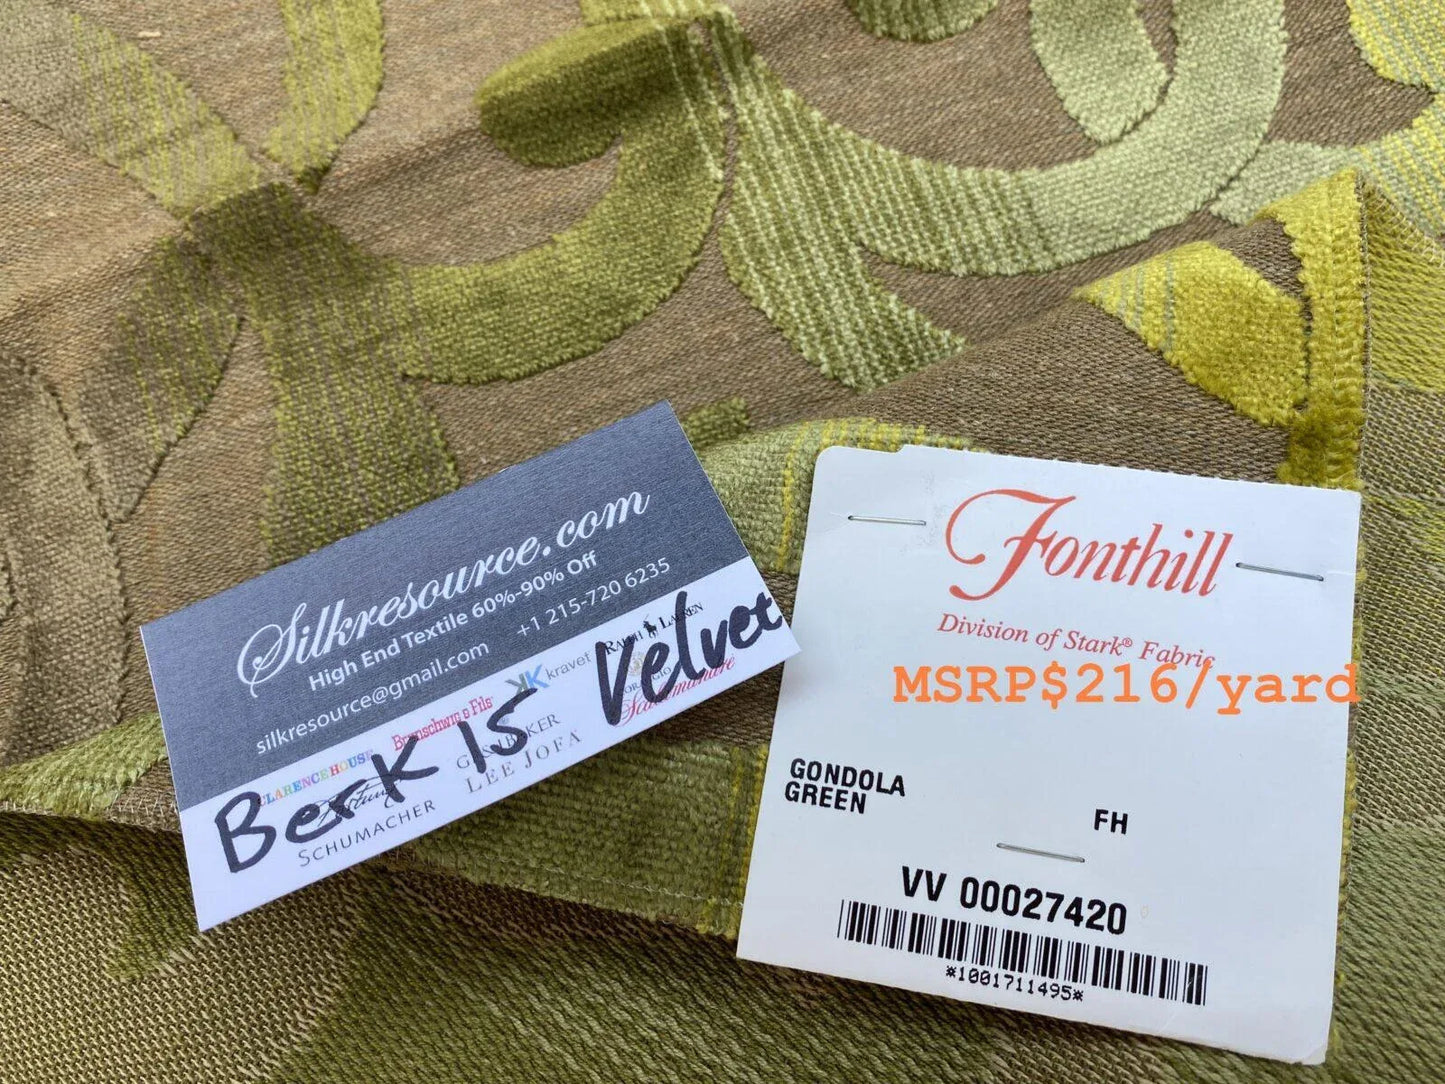 Silkresource.com
High End Textile 60%-90% Off
silkresource@gmail.com +1 215-720 6235
RALPH LAUREN
kravet
Brunschwig & Fils
Scalamandré
CLARENCE HOUSE
LEE JOFA
SCHUMACHER
Berk is Velvet
Fonthill
Division of Stark® Fabric
MSRP$216/yard
GONDOLA
GREEN
FH
VV 00027420
*1001711495*